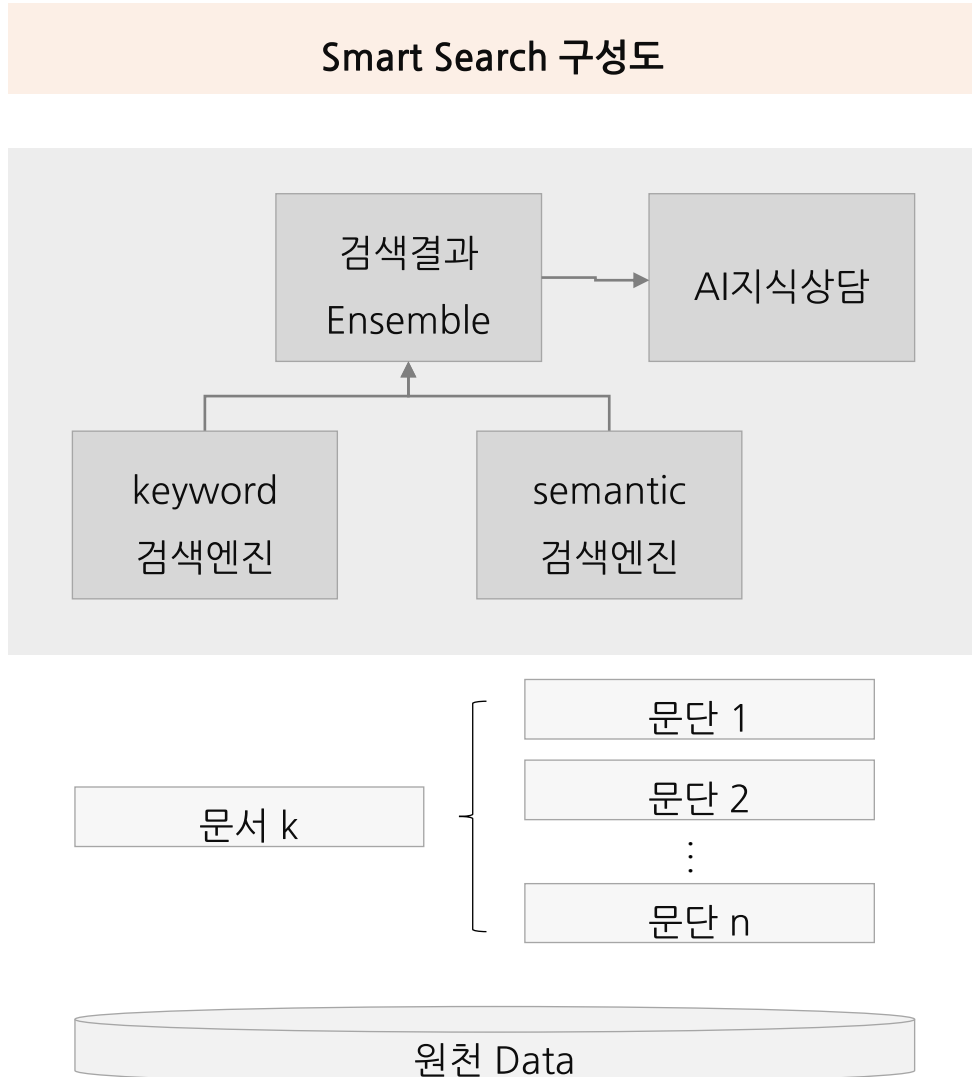 Smart Search 구성도
검색결과
Ensemble
AI지식상담
keyword
검색엔진
semantic
검색엔진
문단 1
문단 2
⋮
문서 k
문단 n
원천 Data